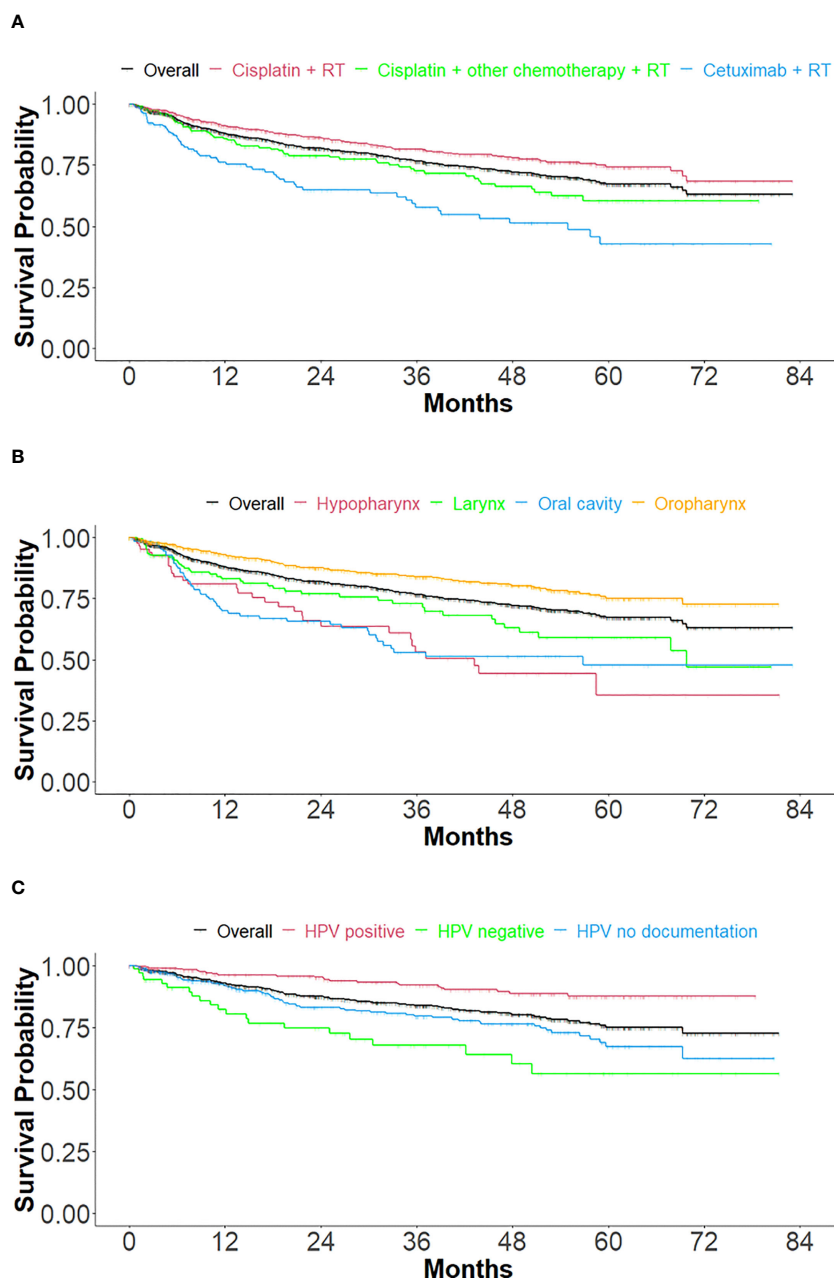 A
Overall Cisplatin + RT Cisplatin + other chemotherapy + RT Cetuximab + RT
Survival Probability
1.00
0.75
0.50
0.25
0.00
0 12 24 36 48 60 72 84
Months
B
Overall Hypopharynx Larynx Oral cavity Oropharynx
Survival Probability
1.00
0.75
0.50
0.25
0.00
0 12 24 36 48 60 72 84
Months
C
Overall HPV positive HPV negative HPV no documentation
Survival Probability
1.00
0.75
0.50
0.25
0.00
0 12 24 36 48 60 72 84
Months